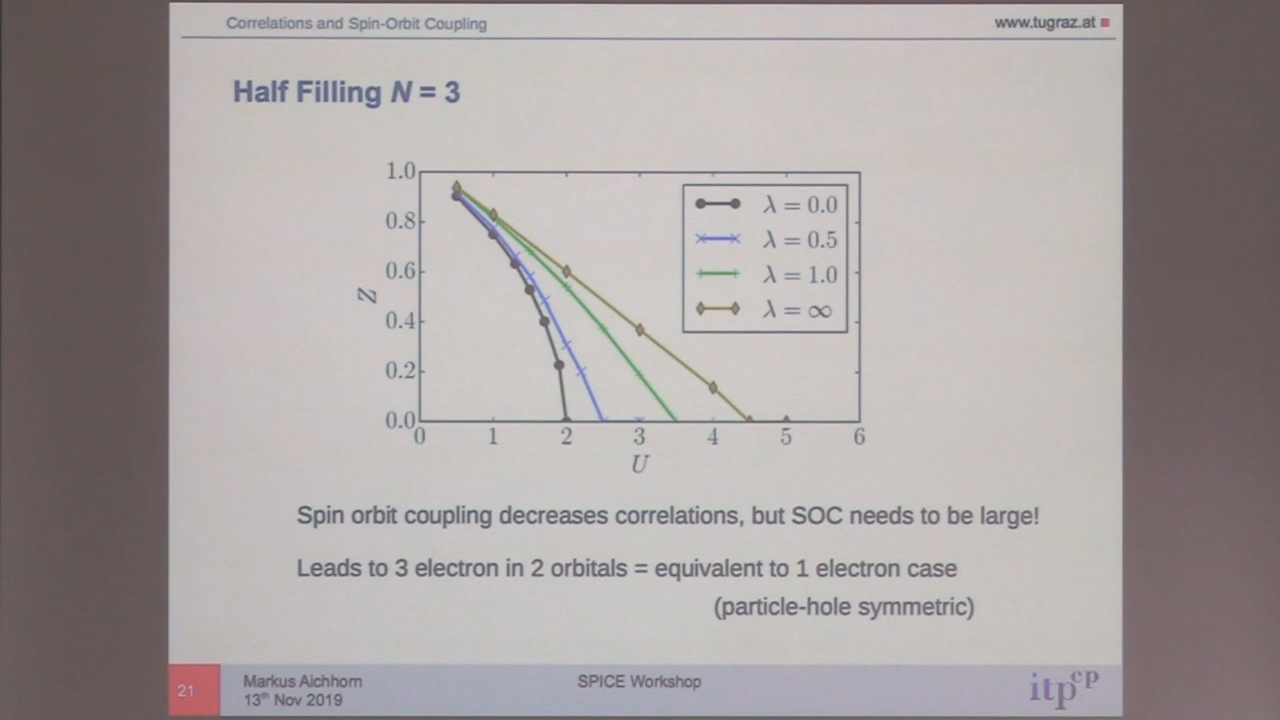 Correlations and Spin-Orbit Coupling
www.tugraz.at
Half Filling N = 3
1.0
0.8
0.6
0.4
0.2
0.0
Z
0 1 2 3 4 5 6
U
λ = 0.0
λ = 0.5
λ = 1.0
λ = ∞
Spin orbit coupling decreases correlations, but SOC needs to be large!
Leads to 3 electron in 2 orbitals = equivalent to 1 electron case
(particle-hole symmetric)
21
Markus Aichhorn
13th Nov 2019
SPICE Workshop
itpcp